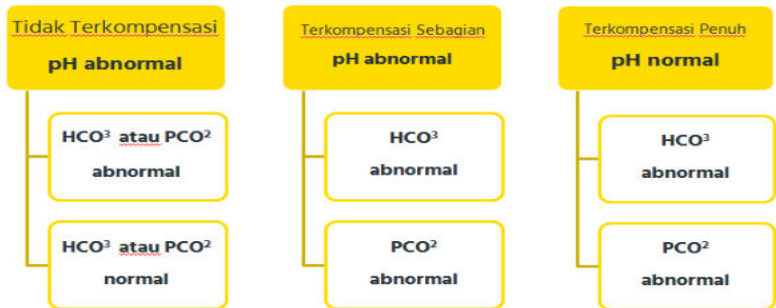 Tidak Terkompensasi
pH abnormal
HCO³ atau PCO²
abnormal
HCO³ atau PCO²
normal
Terkompensasi Sebagian
pH abnormal
HCO³
abnormal
PCO²
abnormal
Terkompensasi Penuh
pH normal
HCO³
abnormal
PCO²
abnormal